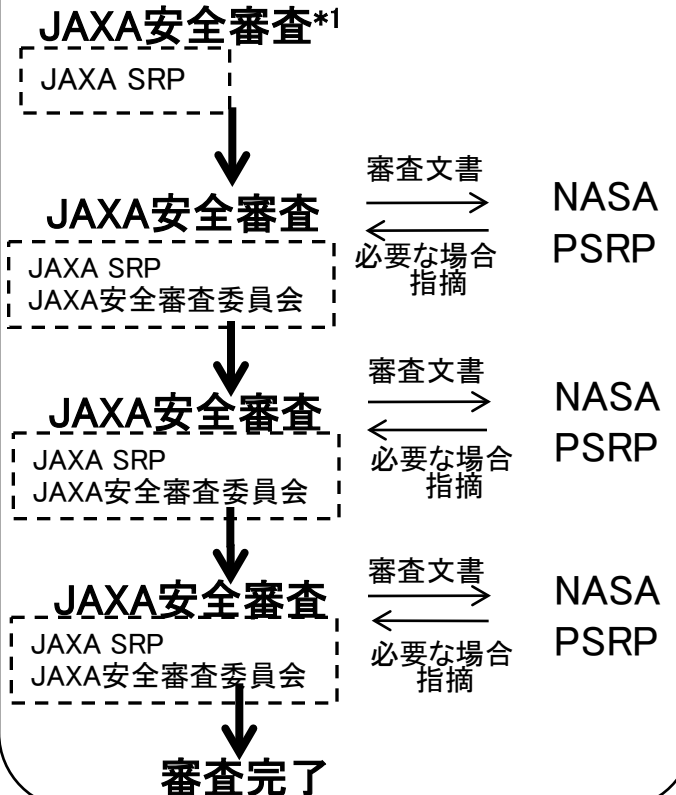 JAXA安全審査*1
JAXA SRP
JAXA安全審査
JAXA SRP
JAXA安全審査委員会
審査文書
必要な場合
指摘
NASA
PSRP
JAXA安全審査
JAXA SRP
JAXA安全審査委員会
審査文書
必要な場合
指摘
NASA
PSRP
JAXA安全審査
JAXA SRP
JAXA安全審査委員会
審査文書
必要な場合
指摘
NASA
PSRP
審査完了